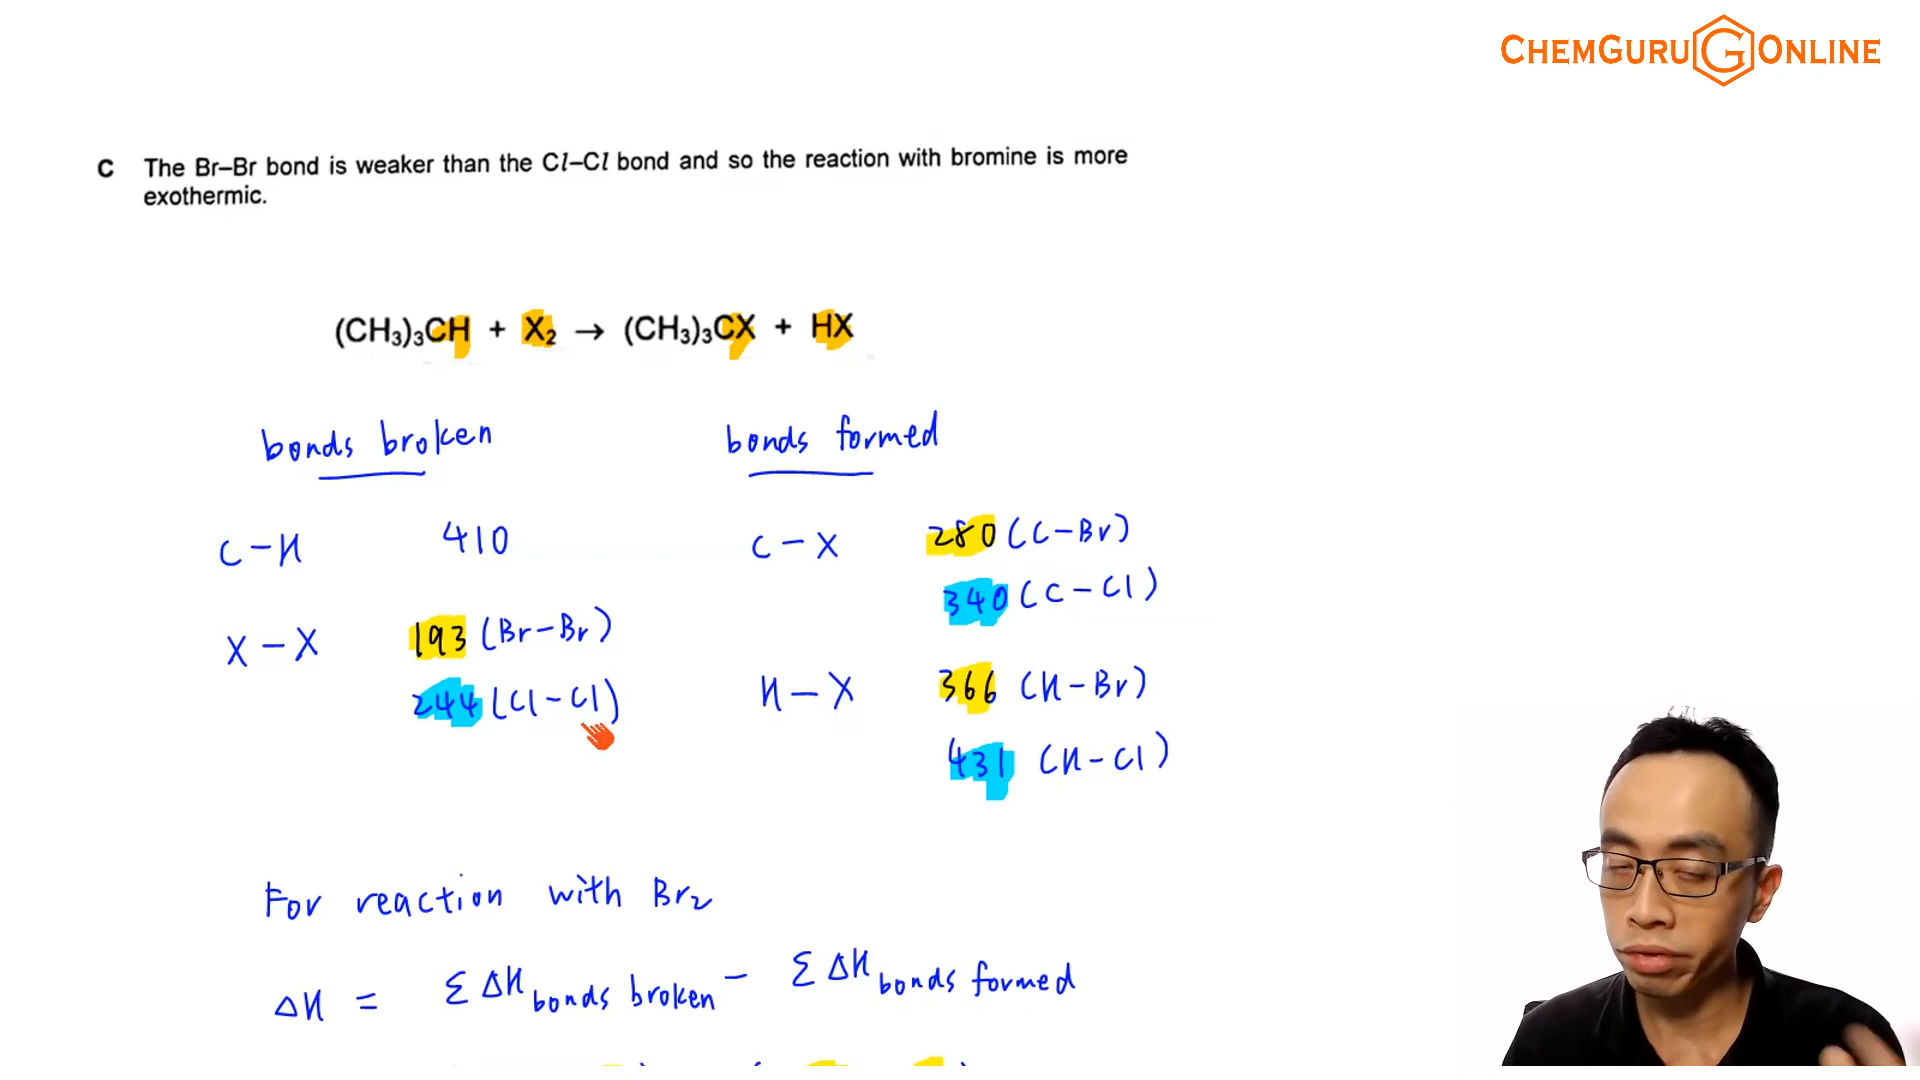 CHEMGURU G ONLINE
C The Br–Br bond is weaker than the Cl–Cl bond and so the reaction with bromine is more
exothermic.
(CH₃)₃CH + X₂ → (CH₃)₃CX + HX
bonds broken bonds formed
C-H 410 C-X 280 (C-Br)
340 (C-Cl)
X-X 193 (Br-Br)
244 (Cl-Cl)
H-X 366 (H-Br)
431 (H-Cl)
For reaction with Br₂
ΔH = ΣΔH bonds broken - ΣΔH bonds formed